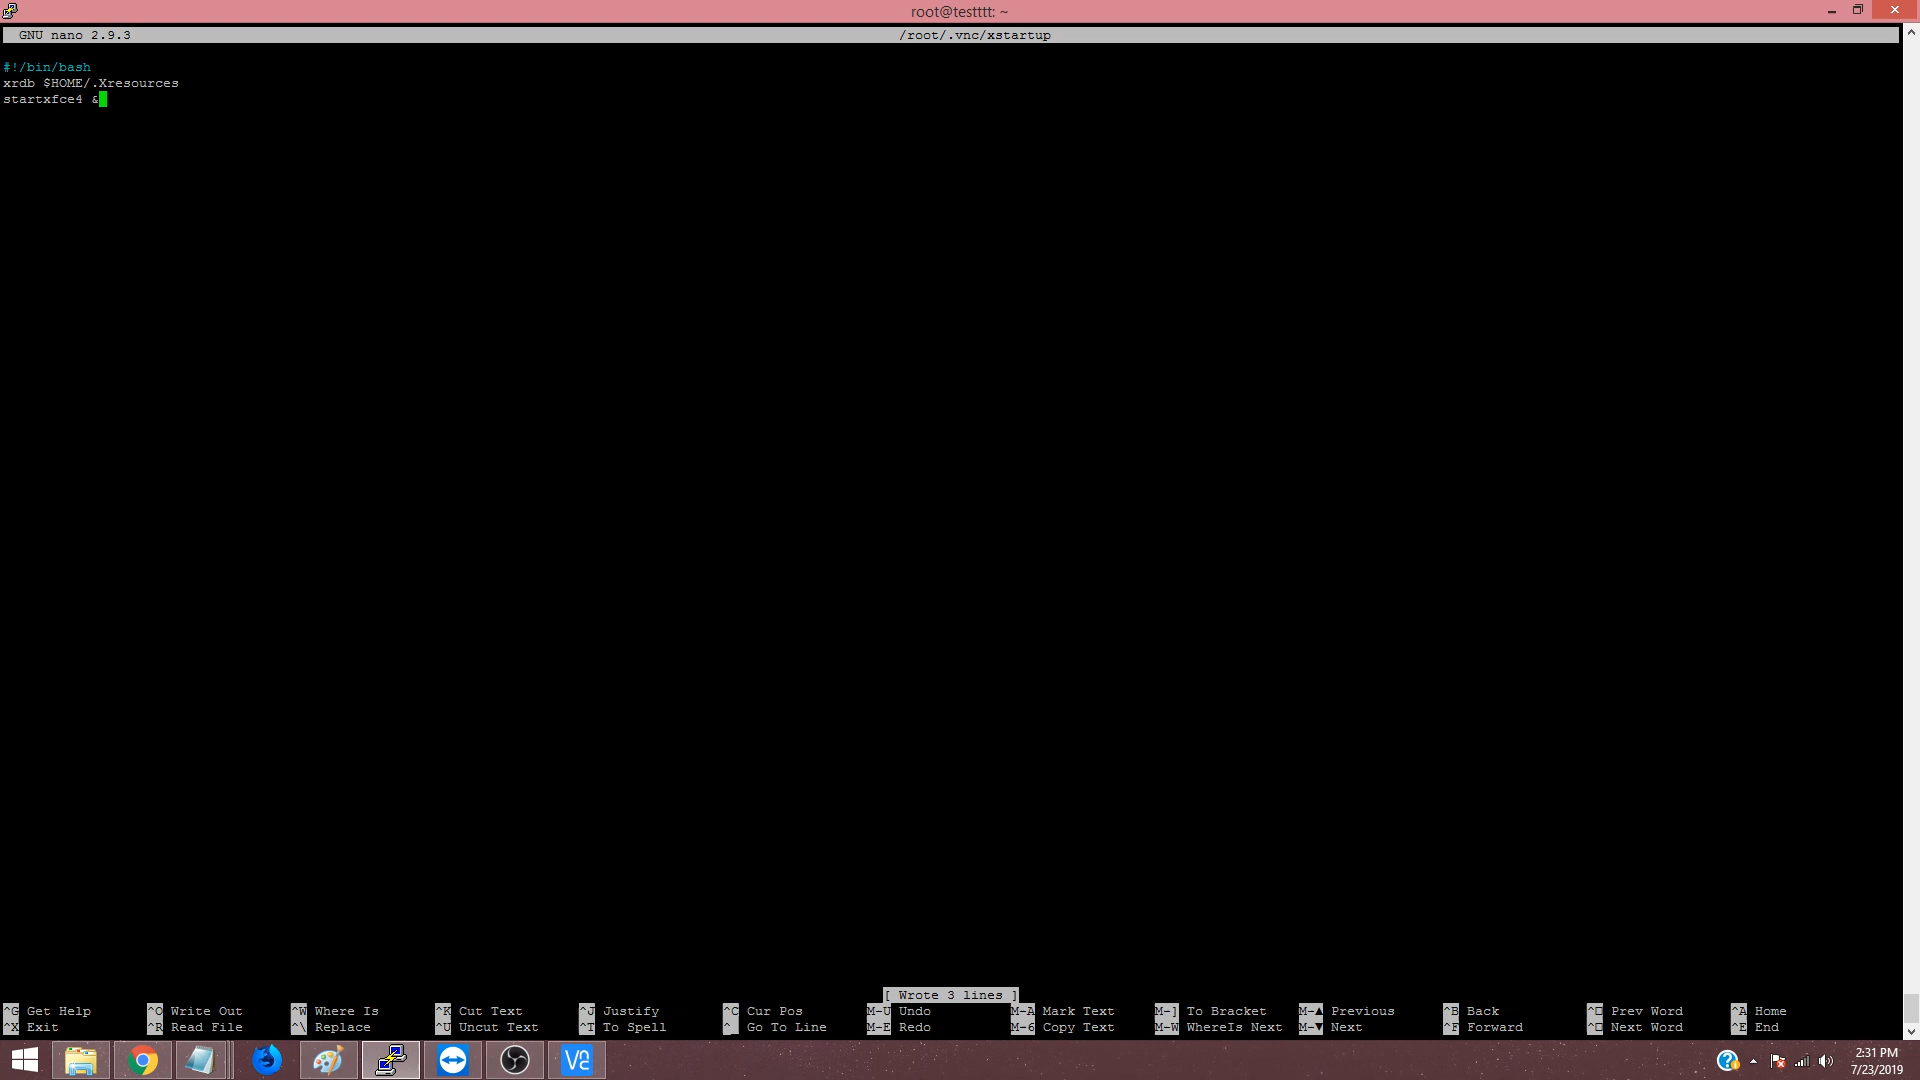 root@testttt: ~
GNU nano 2.9.3 /root/.vnc/xstartup
#!/bin/bash
xrdb $HOME/.Xresources
startxfce4 &
[ Wrote 3 lines ]
^G Get Help ^O Write Out ^W Where Is ^K Cut Text ^J Justify ^C Cur Pos M-U Undo M-A Mark Text M-] To Bracket M-▲ Previous ^B Back ^□ Prev Word ^A Home
^X Exit ^R Read File ^\ Replace ^U Uncut Text ^T To Spell ^_ Go To Line M-E Redo M-6 Copy Text M-W WhereIs Next M-▼ Next ^F Forward ^□ Next Word ^E End
2:31 PM
7/23/2019